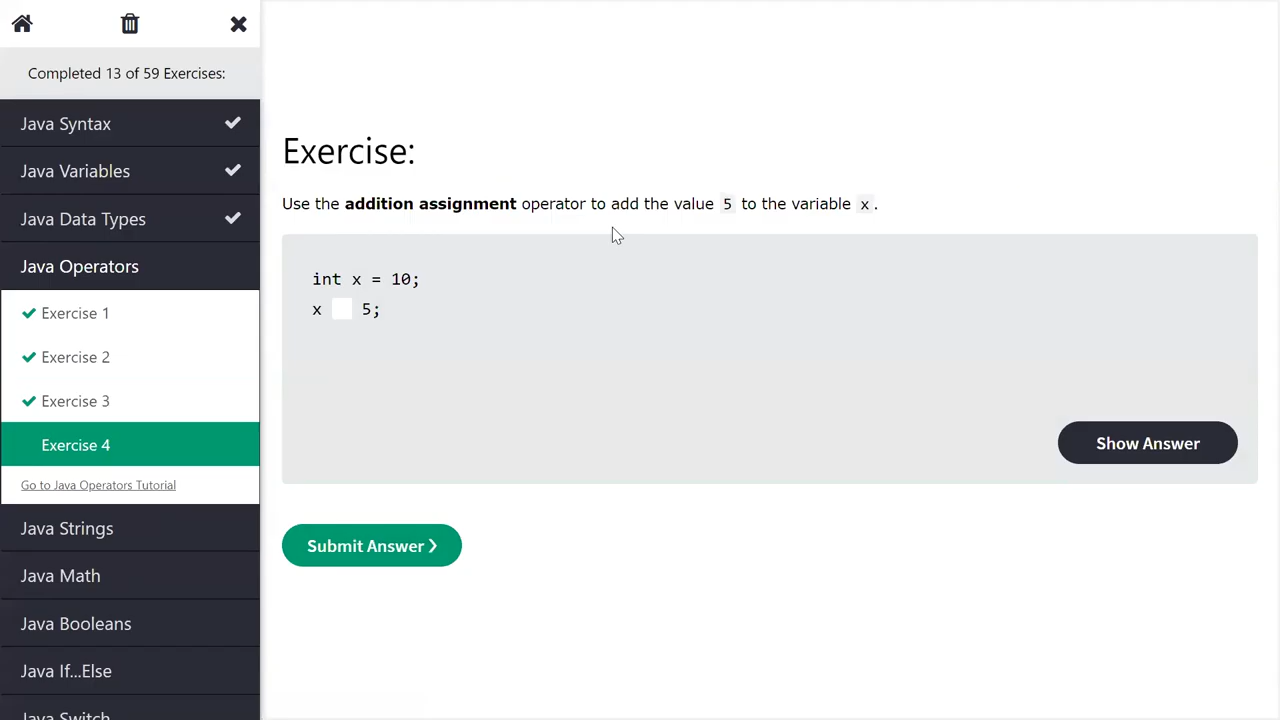 Completed 13 of 59 Exercises:
Java Syntax
Java Variables
Java Data Types
Java Operators
Exercise 1
Exercise 2
Exercise 3
Exercise 4
Go to Java Operators Tutorial
Java Strings
Java Math
Java Booleans
Java If...Else
Java Switch
Exercise:
Use the addition assignment operator to add the value 5 to the variable x.
int x = 10;
x 5;
Show Answer
Submit Answer ❯